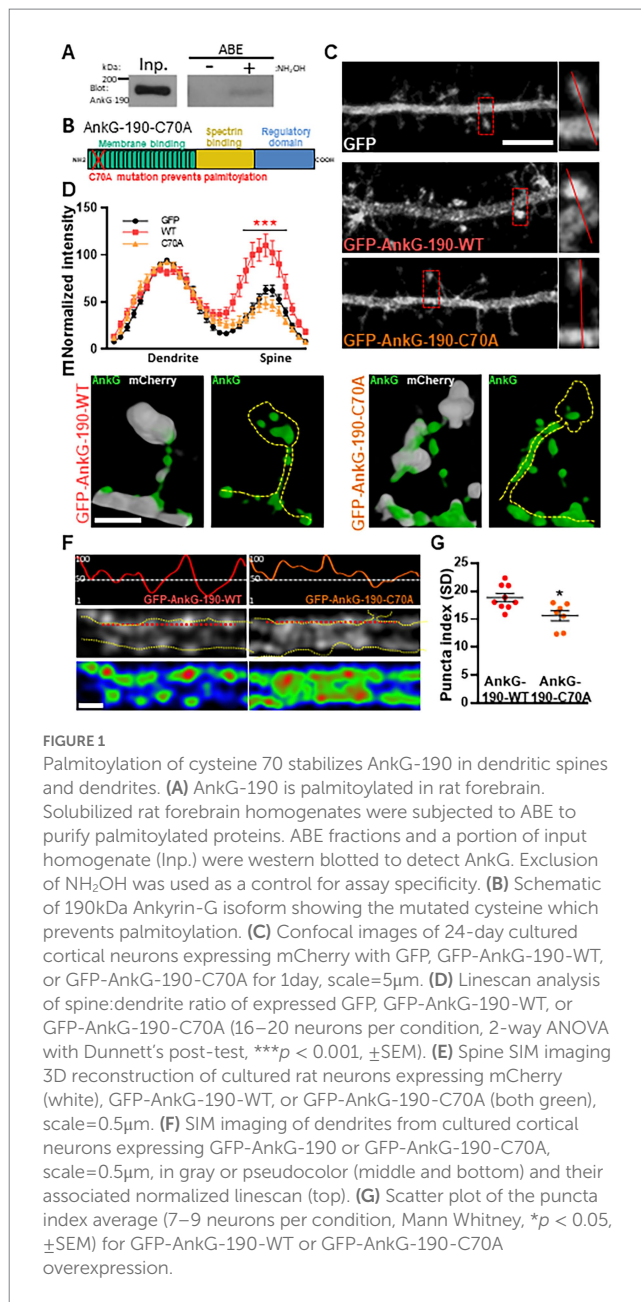 A
kDa:
Inp.
ABE
- + :NH₂OH
200
Blot:
AnkG 190
B
AnkG-190-C70A
Membrane binding
Spectrin
binding
Regulatory
domain
NH2
COOH
C70A mutation prevents palmitoylation
C
GFP
GFP-AnkG-190-WT
GFP-AnkG-190-C70A
D
Normalized intensity
150
100
50
0
GFP
WT
C70A
***
Dendrite Spine
E
GFP-AnkG-190-WT
AnkG mCherry
AnkG
GFP-AnkG-190-C70A
AnkG mCherry
AnkG
F
100
50
1
GFP-AnkG-190-WT
100
50
1
GFP-AnkG-190-C70A
G
Puncta index (SD)
25
20
15
10
5
0
*
AnkG- AnkG-
190-WT 190-C70A
FIGURE 1
Palmitoylation of cysteine 70 stabilizes AnkG-190 in dendritic spines
and dendrites. (A) AnkG-190 is palmitoylated in rat forebrain.
Solubilized rat forebrain homogenates were subjected to ABE to
purify palmitoylated proteins. ABE fractions and a portion of input
homogenate (Inp.) were western blotted to detect AnkG. Exclusion
of NH₂OH was used as a control for assay specificity. (B) Schematic
of 190kDa Ankyrin-G isoform showing the mutated cysteine which
prevents palmitoylation. (C) Confocal images of 24-day cultured
cortical neurons expressing mCherry with GFP, GFP-AnkG-190-WT,
or GFP-AnkG-190-C70A for 1day, scale=5μm. (D) Linescan analysis
of spine:dendrite ratio of expressed GFP, GFP-AnkG-190-WT, or
GFP-AnkG-190-C70A (16–20 neurons per condition, 2-way ANOVA
with Dunnett's post-test, ***p < 0.001, ±SEM). (E) Spine SIM imaging
3D reconstruction of cultured rat neurons expressing mCherry
(white), GFP-AnkG-190-WT, or GFP-AnkG-190-C70A (both green),
scale=0.5μm. (F) SIM imaging of dendrites from cultured cortical
neurons expressing GFP-AnkG-190 or GFP-AnkG-190-C70A,
scale=0.5μm, in gray or pseudocolor (middle and bottom) and their
associated normalized linescan (top). (G) Scatter plot of the puncta
index average (7–9 neurons per condition, Mann Whitney, *p < 0.05,
±SEM) for GFP-AnkG-190-WT or GFP-AnkG-190-C70A
overexpression.